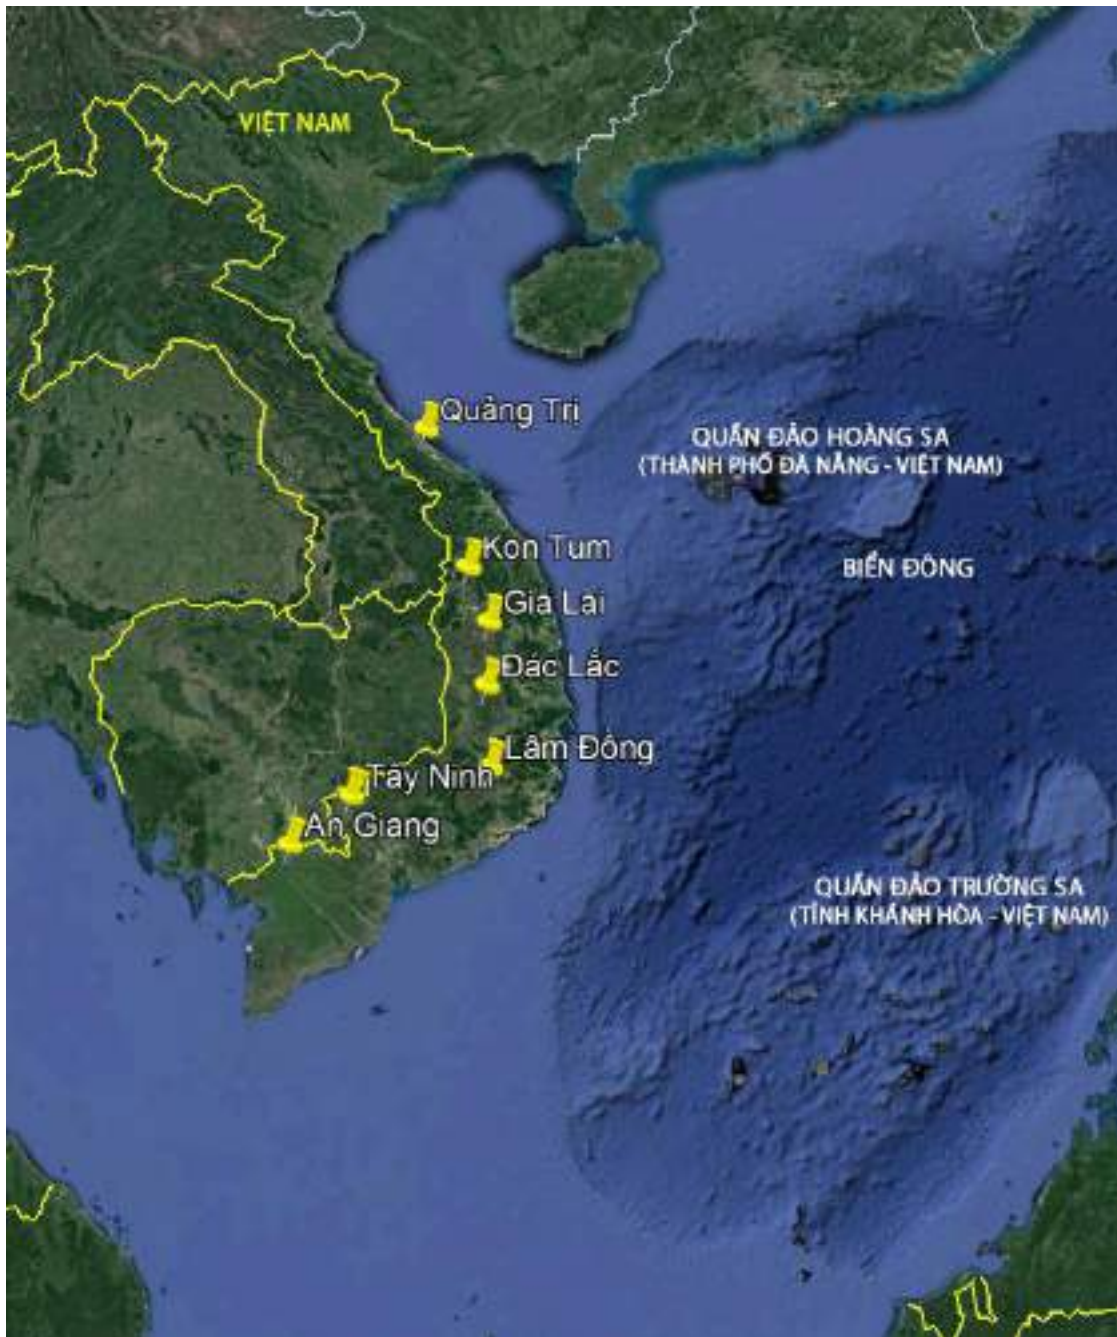 VIỆT NAM
Quảng Trị
QUẦN ĐẢO HOÀNG SA
(THÀNH PHỐ ĐÀ NẴNG - VIỆT NAM)
Kon Tum
BIỂN ĐÔNG
Gia Lai
Đác Lắc
Lâm Đông
Tây Ninh
An Giang
QUẦN ĐẢO TRƯỜNG SA
(TỈNH KHÁNH HÒA - VIỆT NAM)